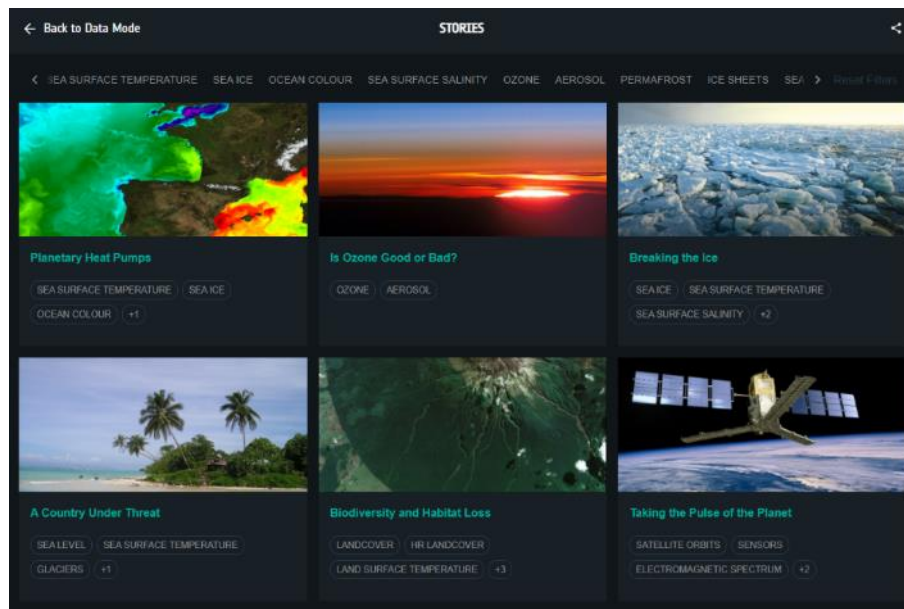 ← Back to Data Mode
STORIES
SEA SURFACE TEMPERATURE SEA ICE OCEAN COLOUR SEA SURFACE SALINITY OZONE AEROSOL PERMAFROST ICE SHEETS SEA Reset Filters
Planetary Heat Pumps
SEA SURFACE TEMPERATURE SEA ICE
OCEAN COLOUR +1
Is Ozone Good or Bad?
OZONE AEROSOL
Breaking the Ice
SEA ICE SEA SURFACE TEMPERATURE
SEA SURFACE SALINITY +2
A Country Under Threat
SEA LEVEL SEA SURFACE TEMPERATURE
GLACIERS +1
Biodiversity and Habitat Loss
LANDCOVER HR LANDCOVER
LAND SURFACE TEMPERATURE +3
Taking the Pulse of the Planet
SATELLITE ORBITS SENSORS
ELECTROMAGNETIC SPECTRUM +2